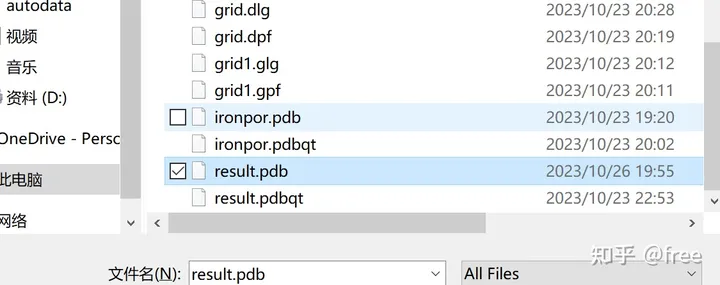 autodata
视频
音乐
资料 (D:)
OneDrive - Persc
此电脑
网络
grid.dlg 2023/10/23 20:28
grid.dpf 2023/10/23 20:19
grid1.glg 2023/10/23 20:12
grid1.gpf 2023/10/23 20:11
ironpor.pdb 2023/10/23 19:20
ironpor.pdbqt 2023/10/23 20:02
result.pdb 2023/10/26 19:55
result.pdbqt 2023/10/23 22:53
文件名(N): result.pdb All Files
知乎 @free